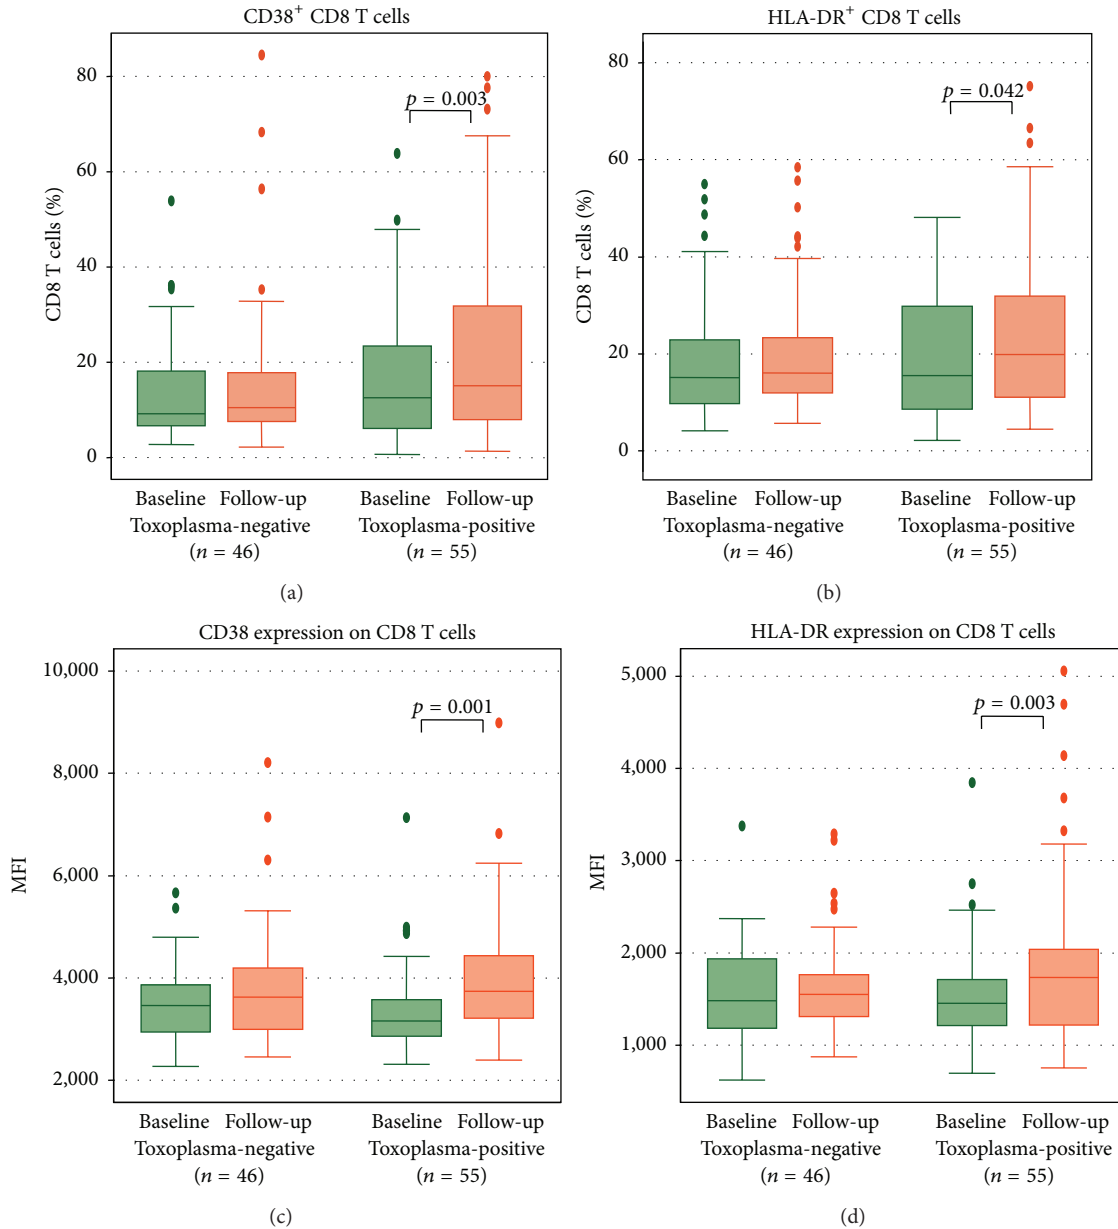 CD38⁺ CD8 T cells
80
60
40
20
0
CD8 T cells (%)
p = 0.003
Baseline Follow-up Baseline Follow-up
Toxoplasma-negative Toxoplasma-positive
(n = 46) (n = 55)
(a)
HLA-DR⁺ CD8 T cells
80
60
40
20
0
CD8 T cells (%)
p = 0.042
Baseline Follow-up Baseline Follow-up
Toxoplasma-negative Toxoplasma-positive
(n = 46) (n = 55)
(b)
CD38 expression on CD8 T cells
10,000
8,000
6,000
4,000
2,000
MFI
p = 0.001
Baseline Follow-up Baseline Follow-up
Toxoplasma-negative Toxoplasma-positive
(n = 46) (n = 55)
(c)
HLA-DR expression on CD8 T cells
5,000
4,000
3,000
2,000
1,000
MFI
p = 0.003
Baseline Follow-up Baseline Follow-up
Toxoplasma-negative Toxoplasma-positive
(n = 46) (n = 55)
(d)